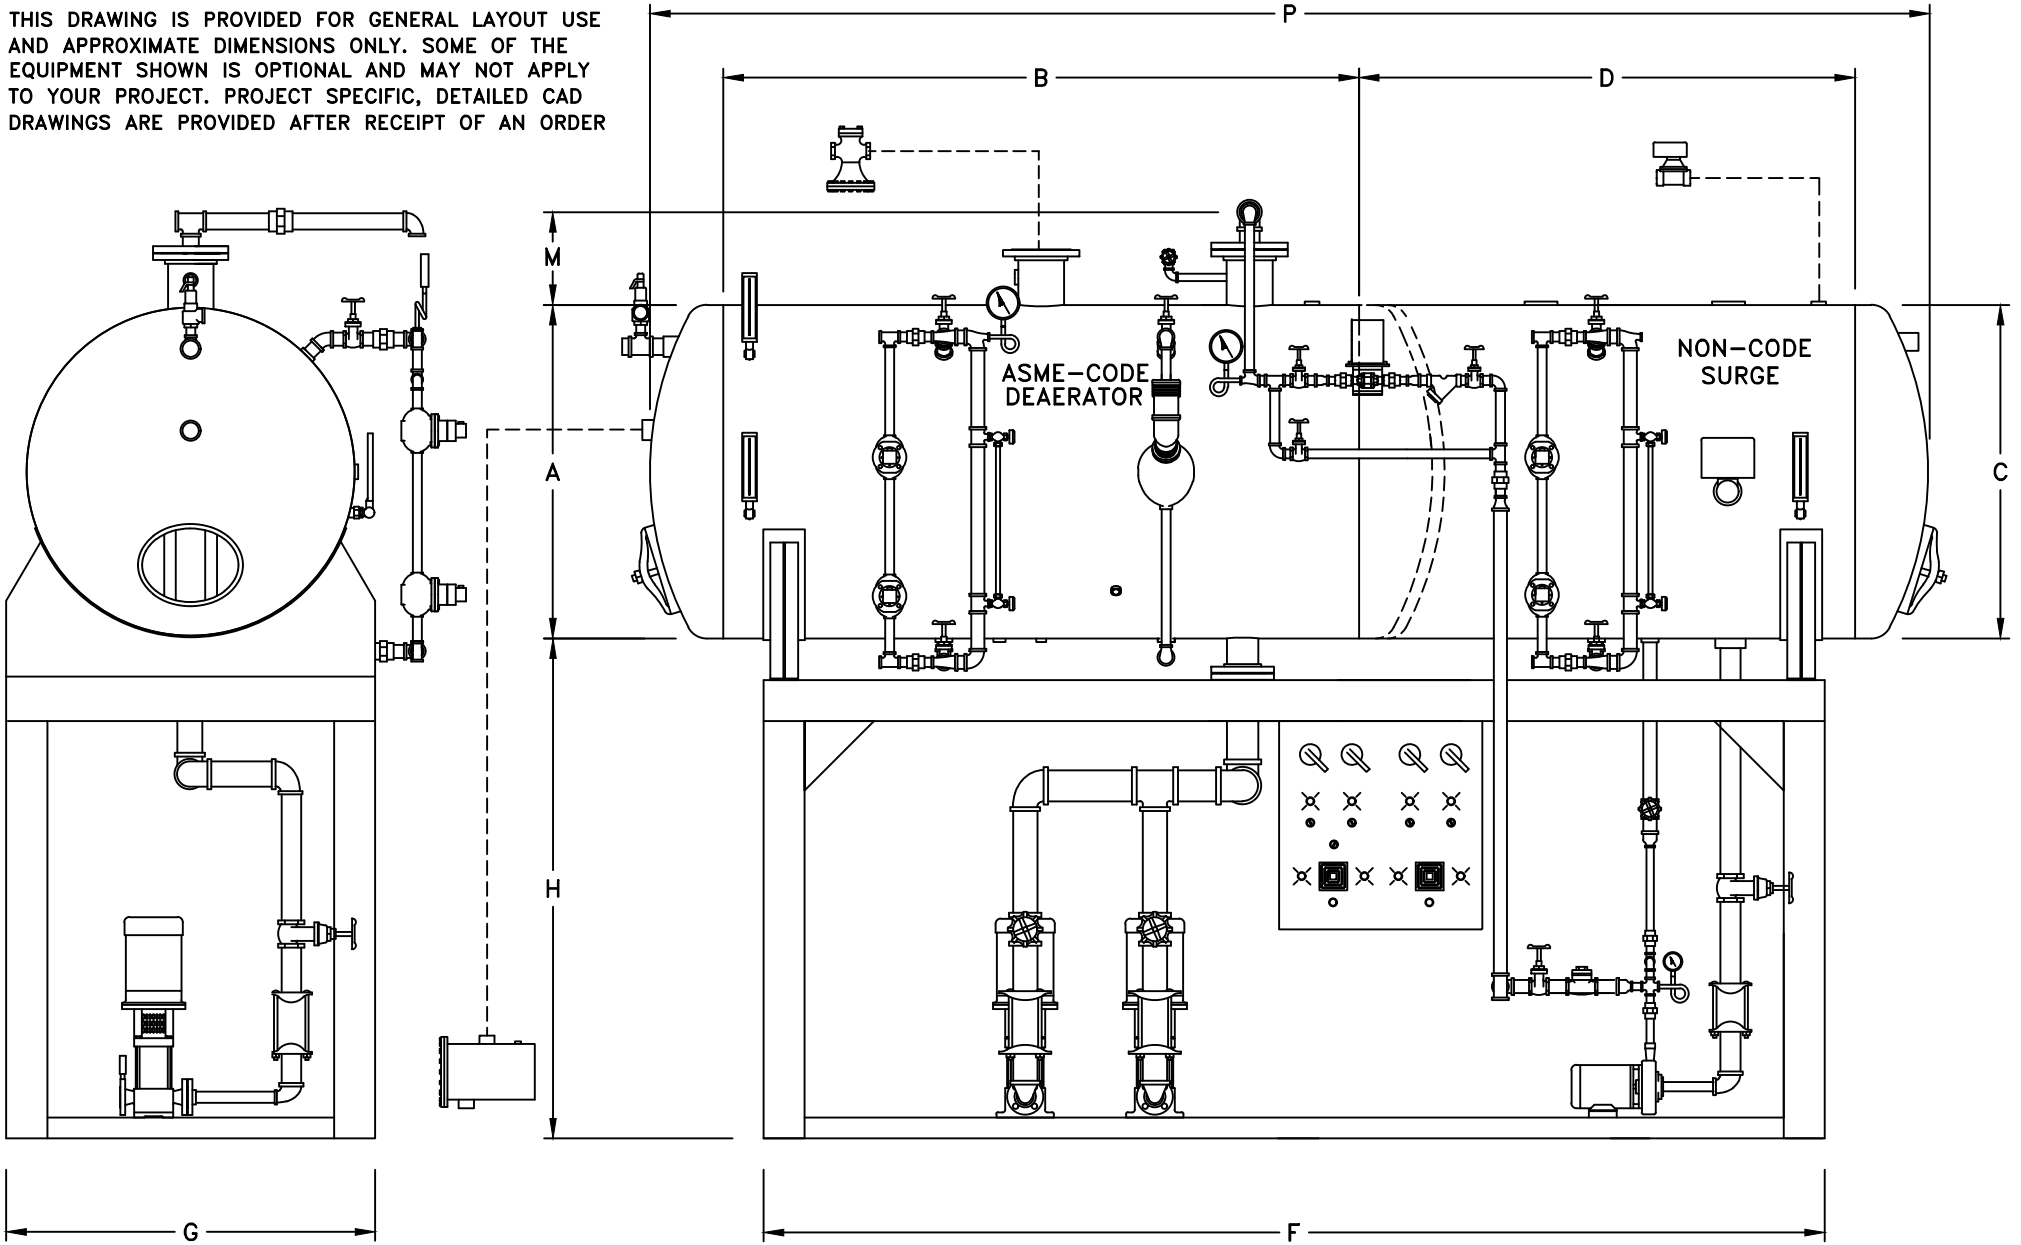 THIS DRAWING IS PROVIDED FOR GENERAL LAYOUT USE
AND APPROXIMATE DIMENSIONS ONLY. SOME OF THE
EQUIPMENT SHOWN IS OPTIONAL AND MAY NOT APPLY
TO YOUR PROJECT. PROJECT SPECIFIC, DETAILED CAD
DRAWINGS ARE PROVIDED AFTER RECEIPT OF AN ORDER
P
B
D
M
ASME-CODE
DEAERATOR
NON-CODE
SURGE
A
C
H
G
F